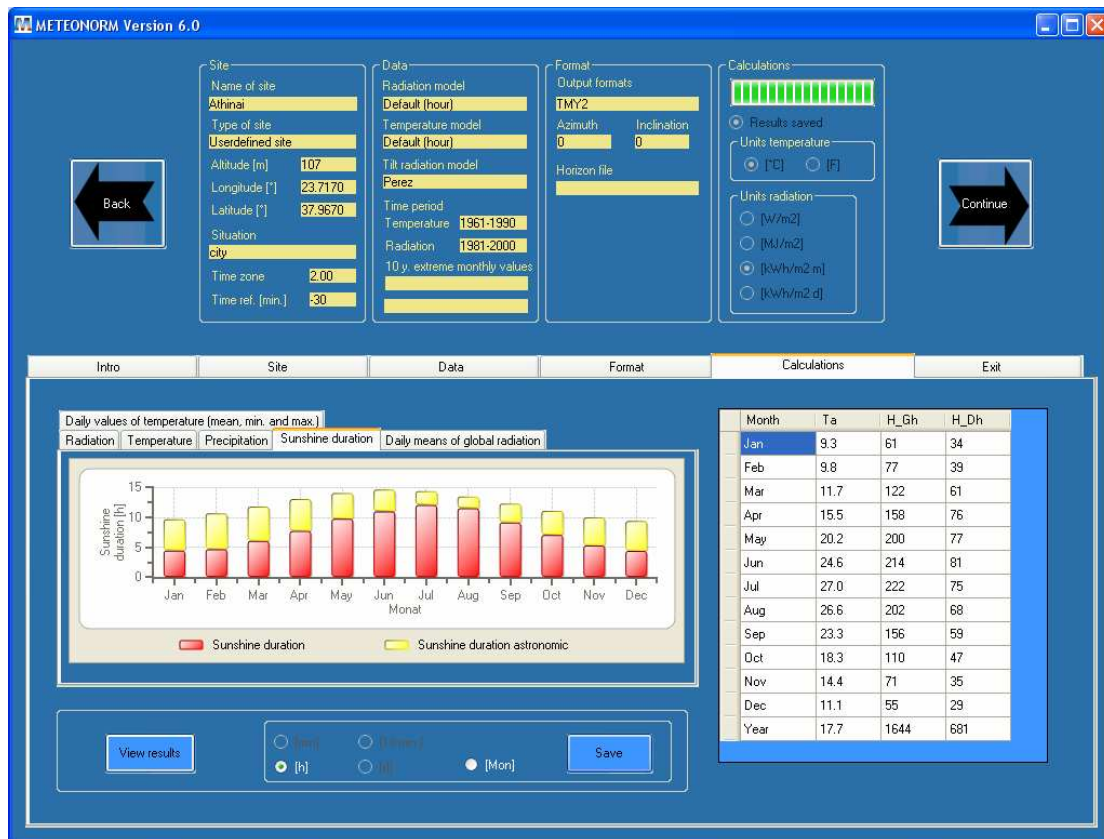 METEONORM Version 6.0
Back
Site
Name of site
Athinai
Type of site
Userdefined site
Altitude [m] 107
Longitude [°] 23.7170
Latitude [°] 37.9670
Situation
city
Time zone 2.00
Time ref. [min.] -30
Data
Radiation model
Default (hour)
Temperature model
Default (hour)
Tilt radiation model
Perez
Time period
Temperature 1961-1990
Radiation 1981-2000
10 y. extreme monthly values
Format
Output formats
TMY2
Azimuth Inclination
0 0
Horizon file
Calculations
Results saved
Units temperature
[°C] [F]
Units radiation
[W/m2]
[MJ/m2]
[kWh/m2 m]
[kWh/m2 d]
Continue
Intro Site Data Format Calculations Exit
Daily values of temperature (mean, min. and max.)
Radiation Temperature Precipitation Sunshine duration Daily means of global radiation
Sunshine
duration [h]
15
10
5
0
Jan Feb Mar Apr May Jun Jul Aug Sep Oct Nov Dec
Monat
Sunshine duration Sunshine duration astronomic
Month Ta H_Gh H_Dh
Jan 9.3 61 34
Feb 9.8 77 39
Mar 11.7 122 61
Apr 15.5 158 76
May 20.2 200 77
Jun 24.6 214 81
Jul 27.0 222 75
Aug 26.6 202 68
Sep 23.3 156 59
Oct 18.3 110 47
Nov 14.4 71 35
Dec 11.1 55 29
Year 17.7 1644 681
View results
[h] [Mon]
Save